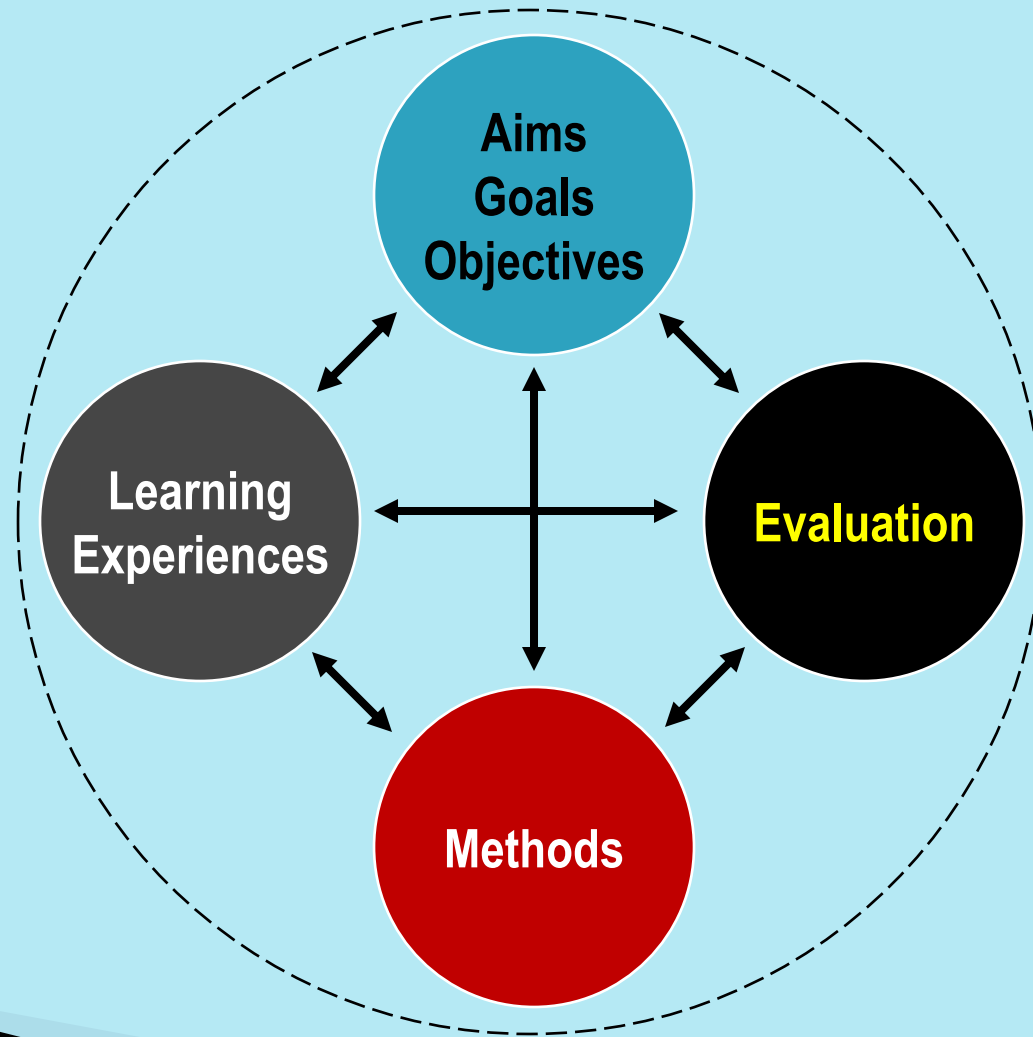 Aims
Goals
Objectives
Learning
Experiences
Evaluation
Methods